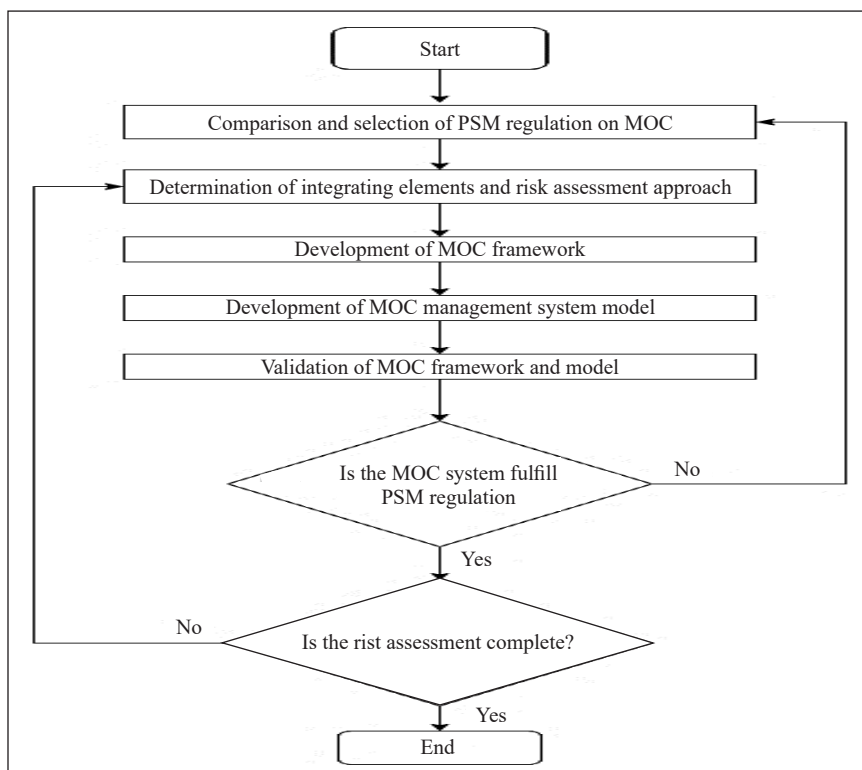 Start
Comparison and selection of PSM regulation on MOC
Determination of integrating elements and risk assessment approach
Development of MOC framework
Development of MOC management system model
Validation of MOC framework and model
Is the MOC system fulfill
PSM regulation
No
Yes
No
Is the rist assessment complete?
Yes
End